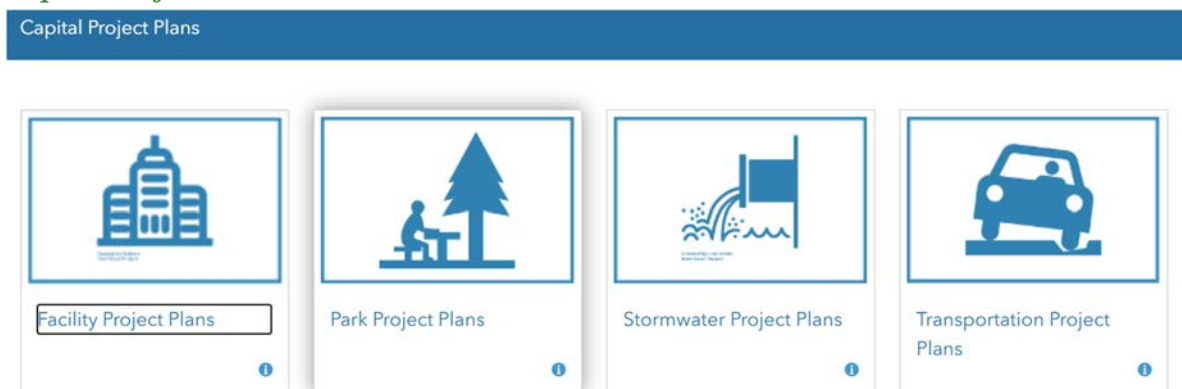 Capital Project Plans
Facility Project Plans
Park Project Plans
Stormwater Project Plans
Transportation Project
Plans